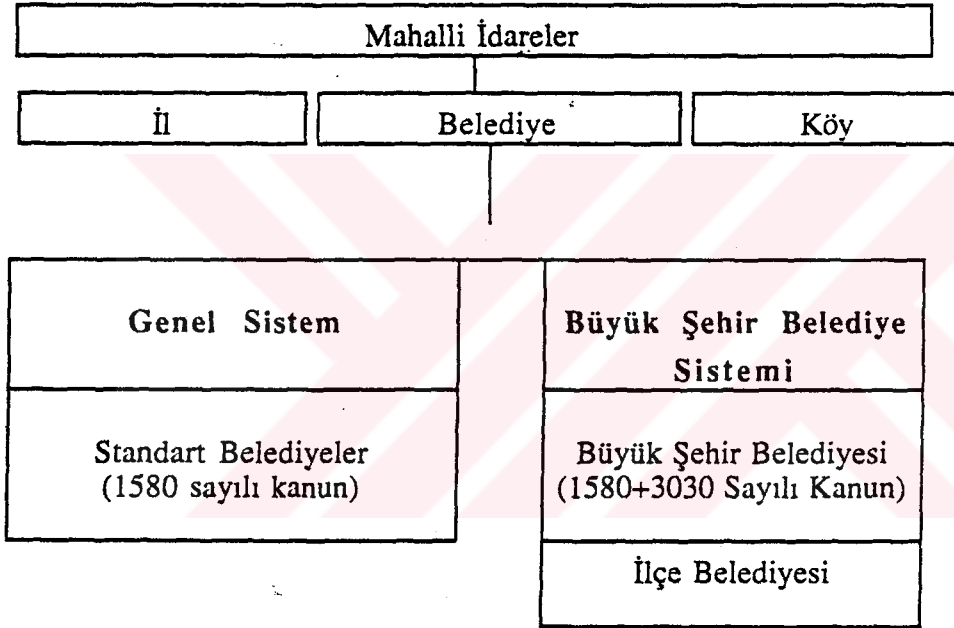 Mahalli İdareler
İl
Belediye
Köy
Genel Sistem
Standart Belediyeler
(1580 sayılı kanun)
Büyük Şehir Belediye
Sistemi
Büyük Şehir Belediyesi
(1580+3030 Sayılı Kanun)
İlçe Belediyesi